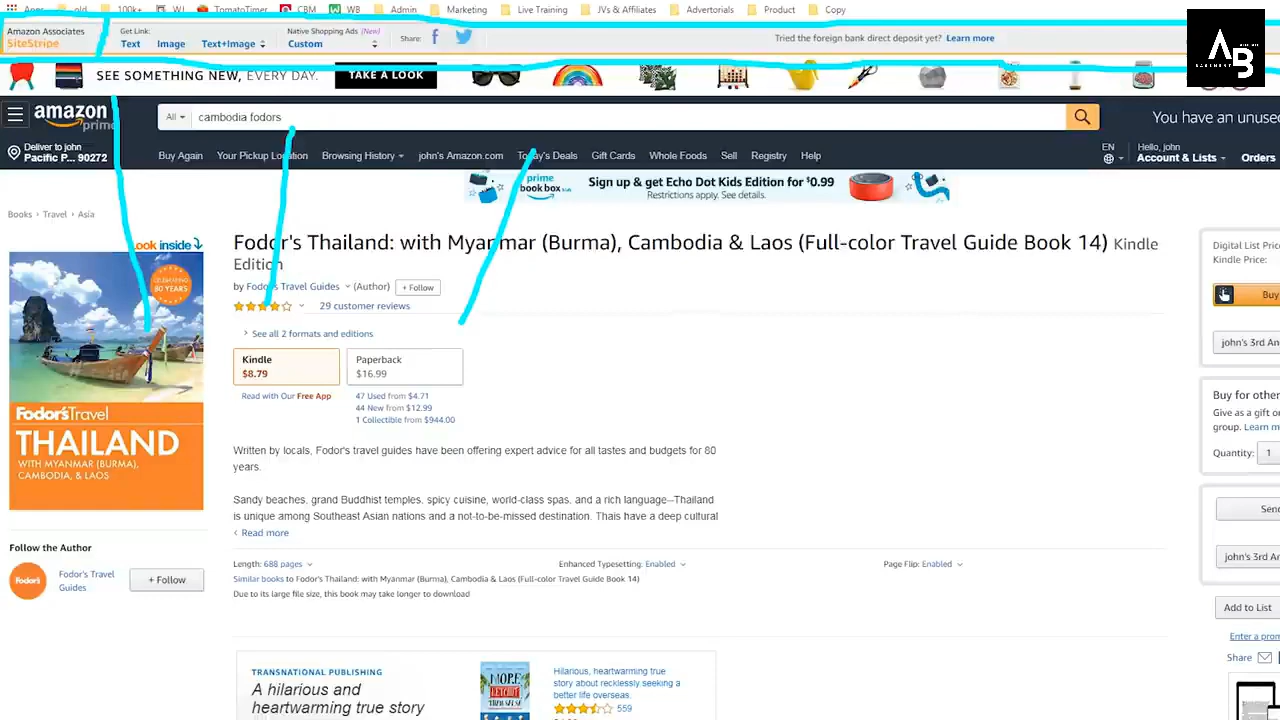 Apps old 100k+ WJ TomatoTimer CBM WB Admin Marketing Live Training JVs & Affiliates Advertorials Product Copy
Amazon Associates
SiteStripe
Get Link:
Text Image Text+Image
Native Shopping Ads (New)
Custom
Share:
Tried the foreign bank direct deposit yet? Learn more
AB
SEE SOMETHING NEW, EVERY DAY. TAKE A LOOK
amazon
prime
All cambodia fodors
You have an unused
Deliver to john
Pacific P... 90272
Buy Again Your Pickup Location Browsing History john's Amazon.com Today's Deals Gift Cards Whole Foods Sell Registry Help
EN
Hello, john
Account & Lists Orders
prime
book box
Sign up & get Echo Dot Kids Edition for $0.99
Restrictions apply. See details.
Books › Travel › Asia
Look inside
CELEBRATING
80 YEARS
Fodor'sTravel
THAILAND
WITH MYANMAR (BURMA),
CAMBODIA, & LAOS
Fodor's Thailand: with Myanmar (Burma), Cambodia & Laos (Full-color Travel Guide Book 14) Kindle
Edition
by Fodor's Travel Guides (Author) + Follow
29 customer reviews
› See all 2 formats and editions
Kindle
$8.79
Paperback
$16.99
Read with Our Free App
47 Used from $4.71
44 New from $12.99
1 Collectible from $944.00
Written by locals, Fodor's travel guides have been offering expert advice for all tastes and budgets for 80
years.
Sandy beaches, grand Buddhist temples, spicy cuisine, world-class spas, and a rich language—Thailand
is unique among Southeast Asian nations and a not-to-be-missed destination. Thais have a deep cultural
‹ Read more
Length: 688 pages Enhanced Typesetting: Enabled Page Flip: Enabled
Similar books to Fodor's Thailand: with Myanmar (Burma), Cambodia & Laos (Full-color Travel Guide Book 14)
Due to its large file size, this book may take longer to download
Follow the Author
Fodor's
Fodor's Travel
Guides
+ Follow
TRANSNATIONAL PUBLISHING
A hilarious and
heartwarming true story
MORE
KETCHUP
THAN SALSA
Hilarious, heartwarming true
story about recklessly seeking a
better life overseas.
559
Digital List Price
Kindle Price:
Buy
john's 3rd An
Buy for other
Give as a gift or
group. Learn m
Quantity: 1
Send
john's 3rd An
Add to List
Enter a prom
Share